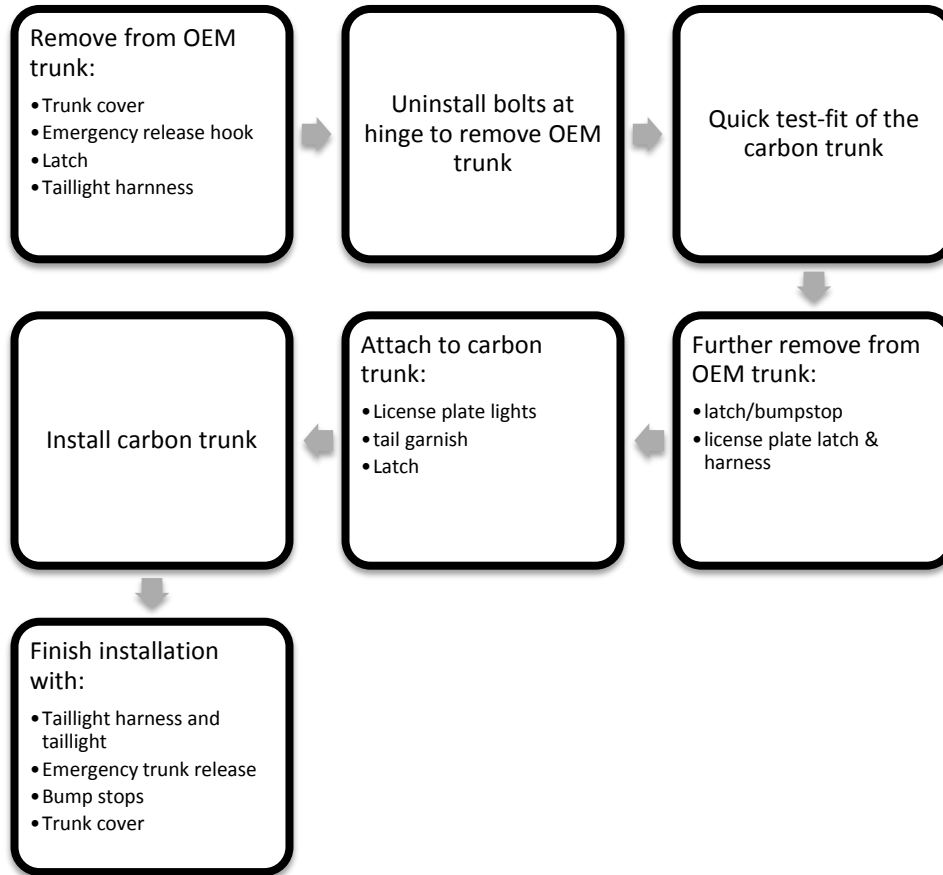 Remove from OEM
trunk:
•Trunk cover
•Emergency release hook
•Latch
•Taillight harnness
Uninstall bolts at
hinge to remove OEM
trunk
Quick test-fit of the
carbon trunk
Further remove from
OEM trunk:
•latch/bumpstop
•license plate latch &
harness
Attach to carbon
trunk:
•License plate lights
•tail garnish
•Latch
Install carbon trunk
Finish installation
with:
•Taillight harness and
taillight
•Emergency trunk release
•Bump stops
•Trunk cover